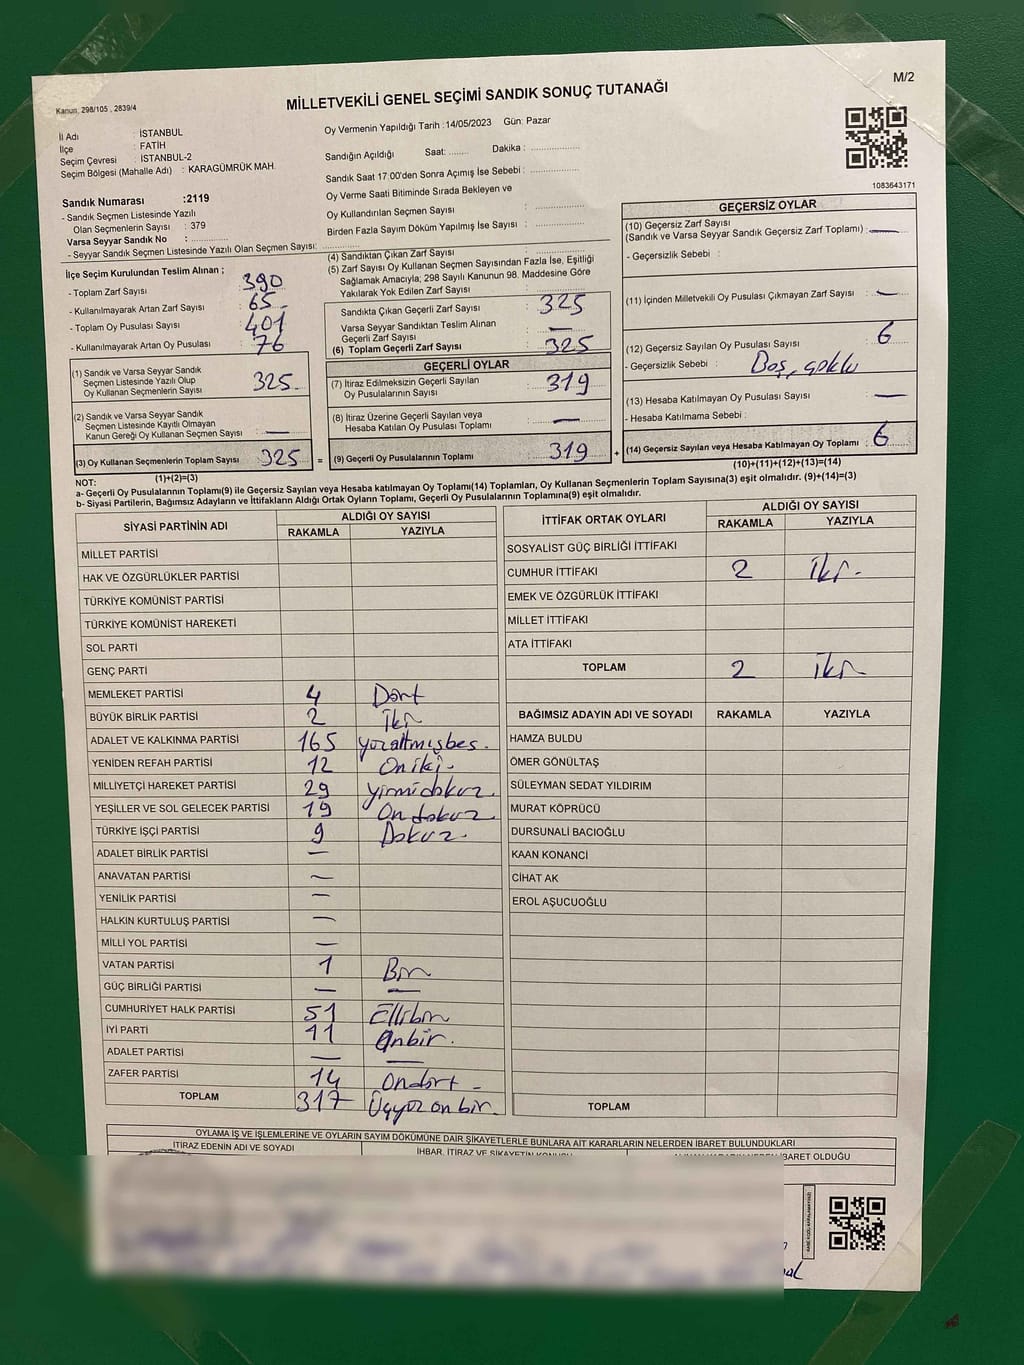 M/2
Kanun, 298/105 , 2839/4
MİLLETVEKİLİ GENEL SEÇİMİ SANDIK SONUÇ TUTANAĞI
İl Adı : İSTANBUL
İlçe : FATİH
Seçim Çevresi : İSTANBUL-2
Seçim Bölgesi (Mahalle Adı) : KARAGÜMRÜK MAH.
Oy Vermenin Yapıldığı Tarih :14/05/2023 Gün: Pazar
Sandığın Açıldığı Saat: ........ Dakika : ................
Sandık Saat 17:00'den Sonra Açılmış İse Sebebi : ................
Oy Verme Saati Bitiminde Sırada Bekleyen ve
Oy Kullandırılan Seçmen Sayısı : ................
Birden Fazla Sayım Döküm Yapılmış İse Sayısı : ................
1083643171
Sandık Numarası :2119
- Sandık Seçmen Listesinde Yazılı
Olan Seçmenlerin Sayısı : 379
Varsa Seyyar Sandık No : ................
- Seyyar Sandık Seçmen Listesinde Yazılı Olan Seçmen Sayısı: ................
İlçe Seçim Kurulundan Teslim Alınan ;
- Toplam Zarf Sayısı : 390
- Kullanılmayarak Artan Zarf Sayısı : 65
- Toplam Oy Pusulası Sayısı : 401
- Kullanılmayarak Artan Oy Pusulası : 76
(1) Sandık ve Varsa Seyyar Sandık
Seçmen Listesinde Yazılı Olup
Oy Kullanan Seçmenlerin Sayısı : 325
(2) Sandık ve Varsa Seyyar Sandık
Seçmen Listesinde Kayıtlı Olmayan
Kanun Gereği Oy Kullanan Seçmen Sayısı : —
(3) Oy Kullanan Seçmenlerin Toplam Sayısı : 325 =
(1)+(2)=(3)
(4) Sandıktan Çıkan Zarf Sayısı : ................
(5) Zarf Sayısı Oy Kullanan Seçmen Sayısından Fazla İse, Eşitliği
Sağlamak Amacıyla; 298 Sayılı Kanunun 98. Maddesine Göre
Yakılarak Yok Edilen Zarf Sayısı : ................
Sandıkta Çıkan Geçerli Zarf Sayısı : 325
Varsa Seyyar Sandıktan Teslim Alınan
Geçerli Zarf Sayısı : —
(6) Toplam Geçerli Zarf Sayısı : 325
GEÇERLİ OYLAR
(7) İtiraz Edilmeksizin Geçerli Sayılan
Oy Pusulalarının Sayısı : 319
(8) İtiraz Üzerine Geçerli Sayılan veya
Hesaba Katılan Oy Pusulası Toplamı : —
(9) Geçerli Oy Pusulalarının Toplamı : 319 +
GEÇERSİZ OYLAR
(10) Geçersiz Zarf Sayısı
(Sandık ve Varsa Seyyar Sandık Geçersiz Zarf Toplamı) : —
- Geçersizlik Sebebi :
(11) İçinden Milletvekili Oy Pusulası Çıkmayan Zarf Sayısı : —
(12) Geçersiz Sayılan Oy Pusulası Sayısı : 6
- Geçersizlik Sebebi : Boş, çoklu
(13) Hesaba Katılmayan Oy Pusulası Sayısı : —
- Hesaba Katılmama Sebebi :
(14) Geçersiz Sayılan veya Hesaba Katılmayan Oy Toplamı : 6
(10)+(11)+(12)+(13)=(14)
NOT:
a- Geçerli Oy Pusulalarının Toplamı(9) ile Geçersiz Sayılan veya Hesaba katılmayan Oy Toplamı(14) Toplamları, Oy Kullanan Seçmenlerin Toplam Sayısına(3) eşit olmalıdır. (9)+(14)=(3)
b- Siyasi Partilerin, Bağımsız Adayların ve İttifakların Aldığı Ortak Oyların Toplamı, Geçerli Oy Pusulalarının Toplamına(9) eşit olmalıdır.
SİYASİ PARTİNİN ADI ALDIĞI OY SAYISI
RAKAMLA YAZIYLA
MİLLET PARTİSİ
HAK VE ÖZGÜRLÜKLER PARTİSİ
TÜRKİYE KOMÜNİST PARTİSİ
TÜRKİYE KOMÜNİST HAREKETİ
SOL PARTİ
GENÇ PARTİ
MEMLEKET PARTİSİ 4 Dört
BÜYÜK BİRLİK PARTİSİ 2 İki
ADALET VE KALKINMA PARTİSİ 165 yüzaltmışbeş.
YENİDEN REFAH PARTİSİ 12 Oniki-
MİLLİYETÇİ HAREKET PARTİSİ 29 yirmidokuz.
YEŞİLLER VE SOL GELECEK PARTİSİ 19 Ondokuz.
TÜRKİYE İŞÇİ PARTİSİ 9 Dokuz.
ADALET BİRLİK PARTİSİ —
ANAVATAN PARTİSİ —
YENİLİK PARTİSİ —
HALKIN KURTULUŞ PARTİSİ —
MİLLİ YOL PARTİSİ —
VATAN PARTİSİ 1 Bir
GÜÇ BİRLİĞİ PARTİSİ — —
CUMHURİYET HALK PARTİSİ 51 Ellibir
İYİ PARTİ 11 Onbir.
ADALET PARTİSİ — —
ZAFER PARTİSİ 14 Ondört -
TOPLAM 317 Üçyüz on bir.
İTTİFAK ORTAK OYLARI ALDIĞI OY SAYISI
RAKAMLA YAZIYLA
SOSYALİST GÜÇ BİRLİĞİ İTTİFAKI
CUMHUR İTTİFAKI 2 İki-
EMEK VE ÖZGÜRLÜK İTTİFAKI
MİLLET İTTİFAKI
ATA İTTİFAKI
TOPLAM 2 İki
BAĞIMSIZ ADAYIN ADI VE SOYADI RAKAMLA YAZIYLA
HAMZA BULDU
ÖMER GÖNÜLTAŞ
SÜLEYMAN SEDAT YILDIRIM
MURAT KÖPRÜCÜ
DURSUNALİ BACIOĞLU
KAAN KONANCİ
CİHAT AK
EROL AŞUCUOĞLU
TOPLAM
OYLAMA İŞ VE İŞLEMLERİNE VE OYLARIN SAYIM DÖKÜMÜNE DAİR ŞİKAYETLERLE BUNLARA AİT KARARLARIN NELERDEN İBARET BULUNDUKLARI
İTİRAZ EDENİN ADI VE SOYADI
İHBAR, İTİRAZ VE ŞİKAYETİN KONUSU
İBARET OLDUĞU